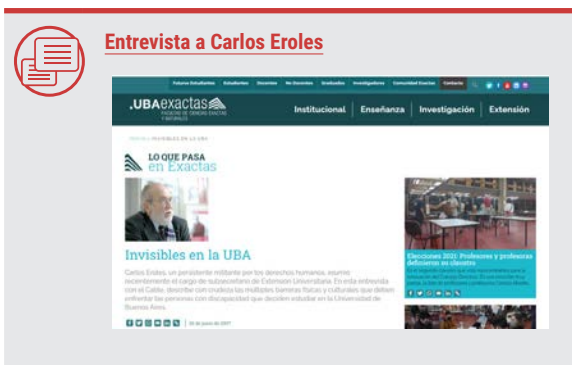 Entrevista a Carlos Eroles
Futuros Estudiantes Estudiantes Docentes No Docentes Graduados Investigadores Comunidad Exactas Contacto
.UBAexactas
FACULTAD DE CIENCIAS EXACTAS
Y NATURALES
Institucional Enseñanza Investigación Extensión
INVISIBLES EN LA UBA
LO QUE PASA
en Exactas
Invisibles en la UBA
Carlos Eroles, un persistente militante por los derechos humanos, asumió
recientemente el cargo de subsecretario de Extensión Universitaria. En esta entrevista
con el Cable, describe con crudeza las múltiples barreras físicas y culturales que deben
enfrentar las personas con discapacidad que deciden estudiar en la Universidad de
Buenos Aires.
de junio de 2007
Elecciones 2021: Profesores y profesoras
definieron su claustro